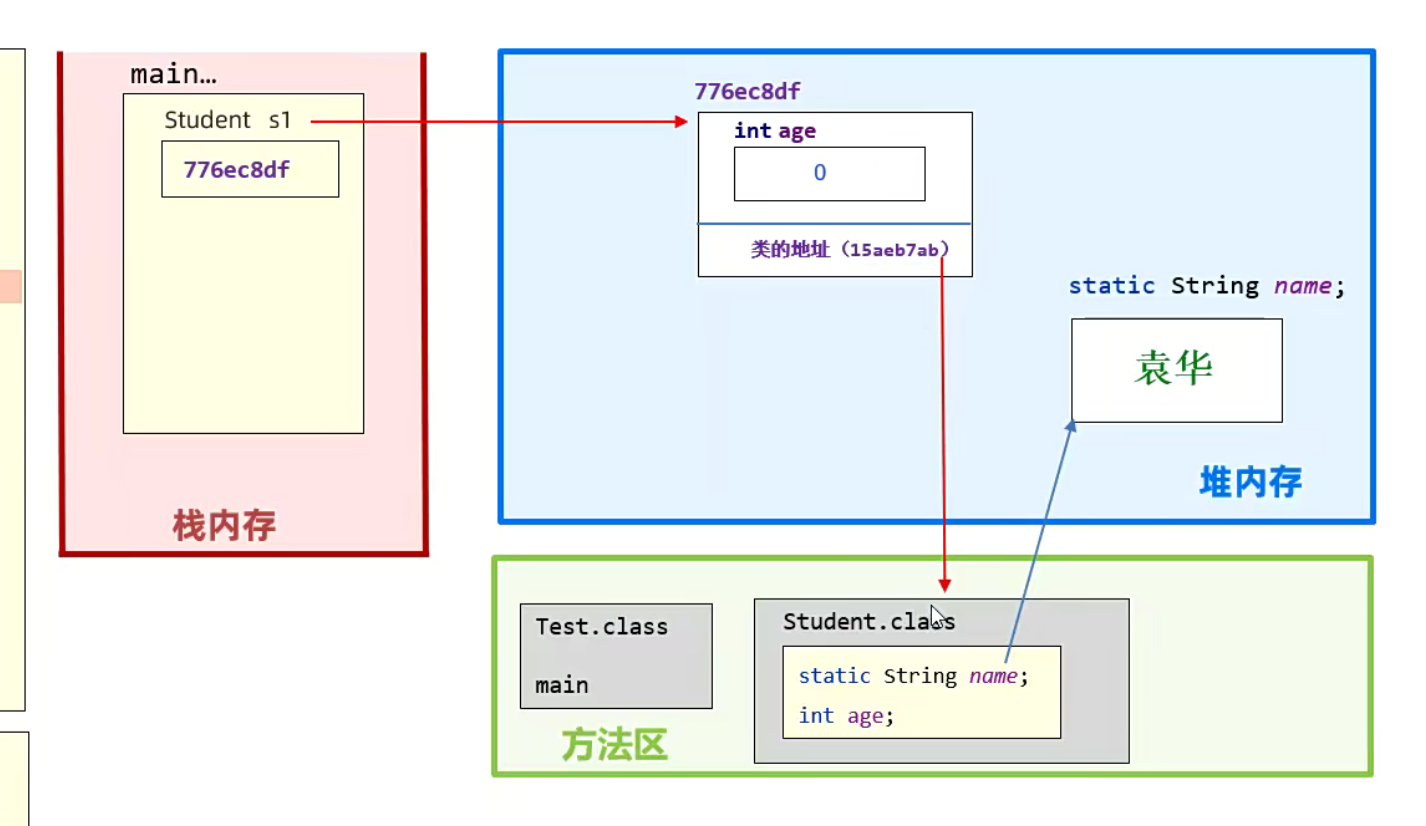 main…
Student s1
776ec8df
栈内存
776ec8df
int age
0
类的地址（15aeb7ab）
static String name;
袁华
堆内存
Test.class
main
方法区
Student.class
static String name;
int age;